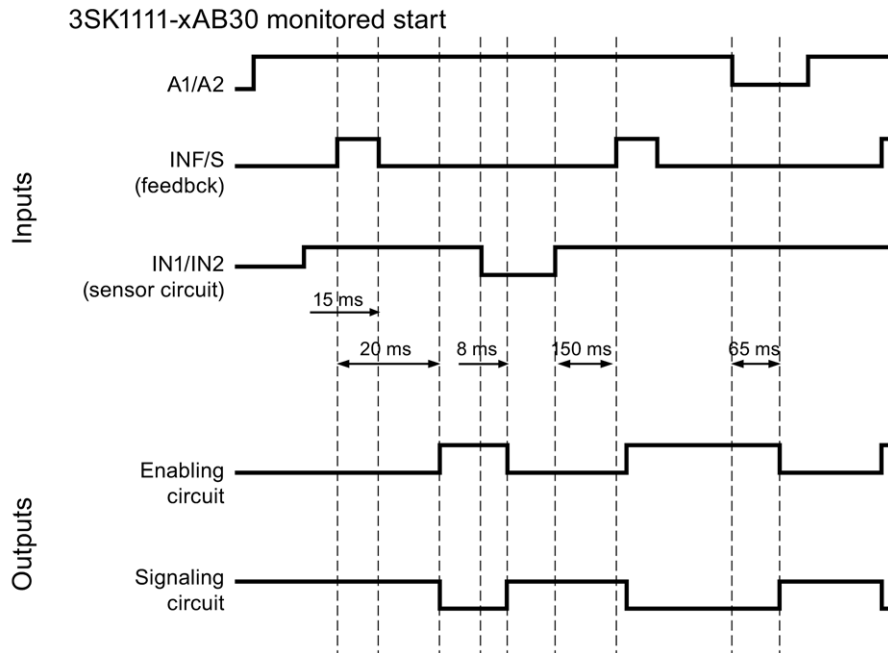 3SK1111-xAB30 monitored start
A1/A2
INF/S
(feedbck)
IN1/IN2
(sensor circuit)
15 ms
20 ms
8 ms
150 ms
65 ms
Enabling
circuit
Signaling
circuit
Inputs
Outputs